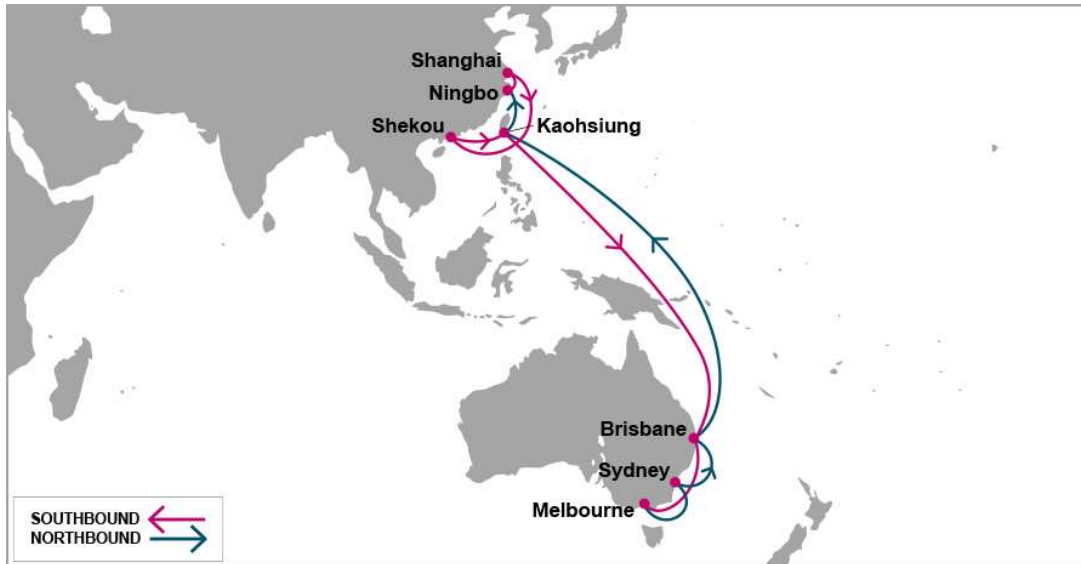 Shanghai
Ningbo
Shekou
Kaohsiung
Brisbane
Sydney
Melbourne
SOUTHBOUND
NORTHBOUND